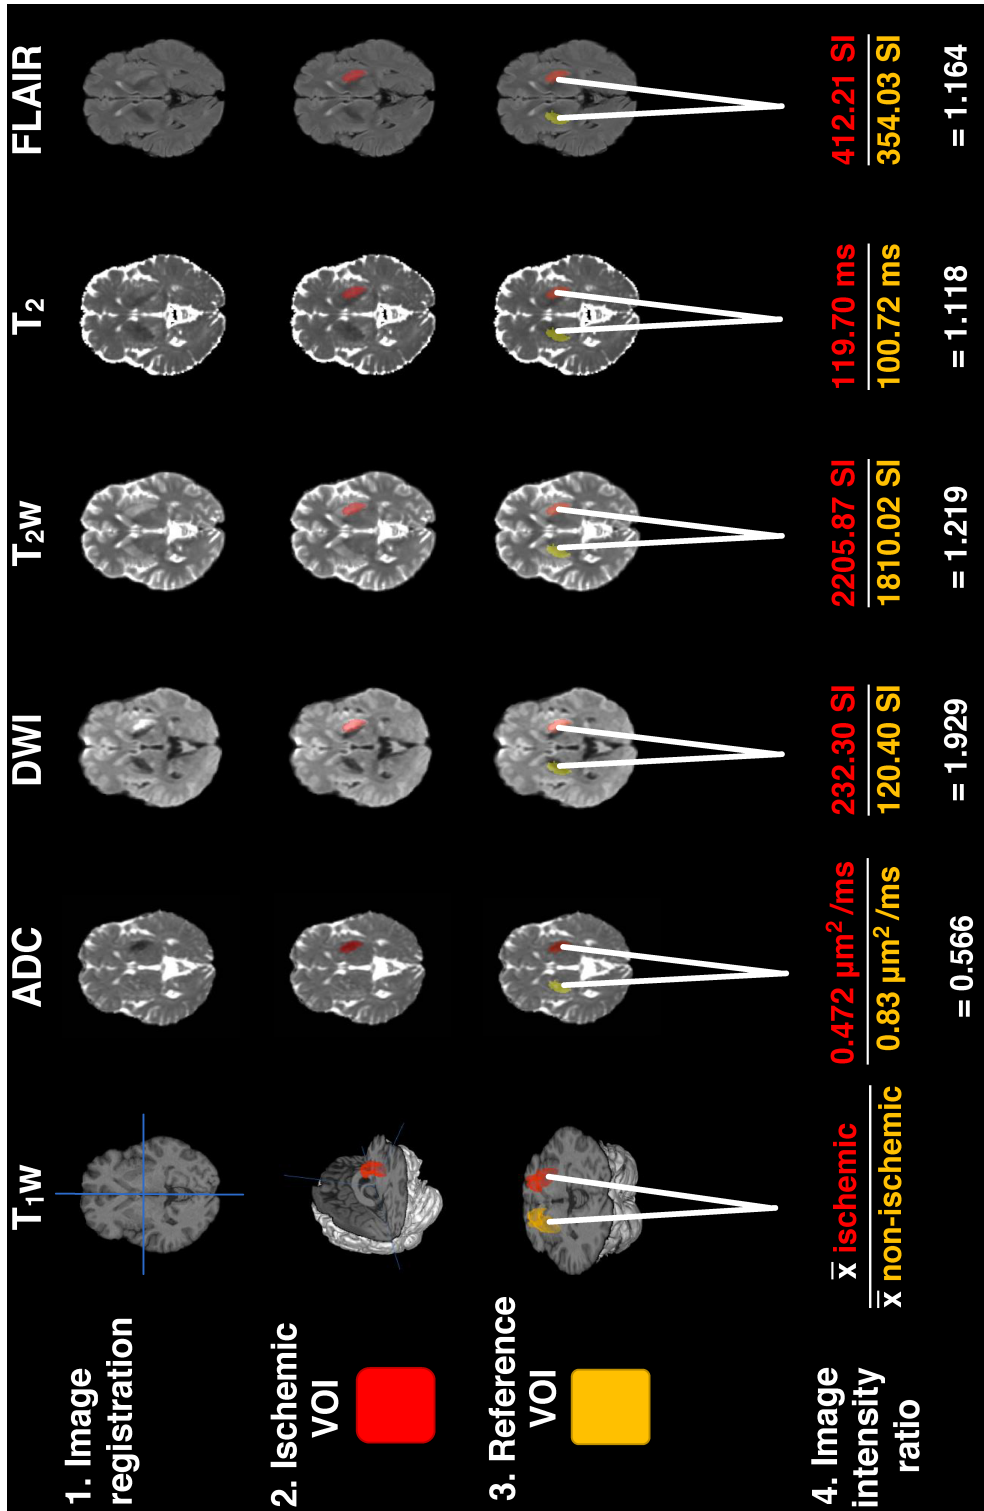 T1W
ADC
DWI
T2W
T2
FLAIR
1. Image
registration
2. Ischemic
VOI
3. Reference
VOI
4. Image
intensity
ratio
x̅ ischemic
x̅ non-ischemic
0.472 µm² /ms
0.83 µm² /ms
= 0.566
232.30 SI
120.40 SI
= 1.929
2205.87 SI
1810.02 SI
= 1.219
119.70 ms
100.72 ms
= 1.118
412.21 SI
354.03 SI
= 1.164